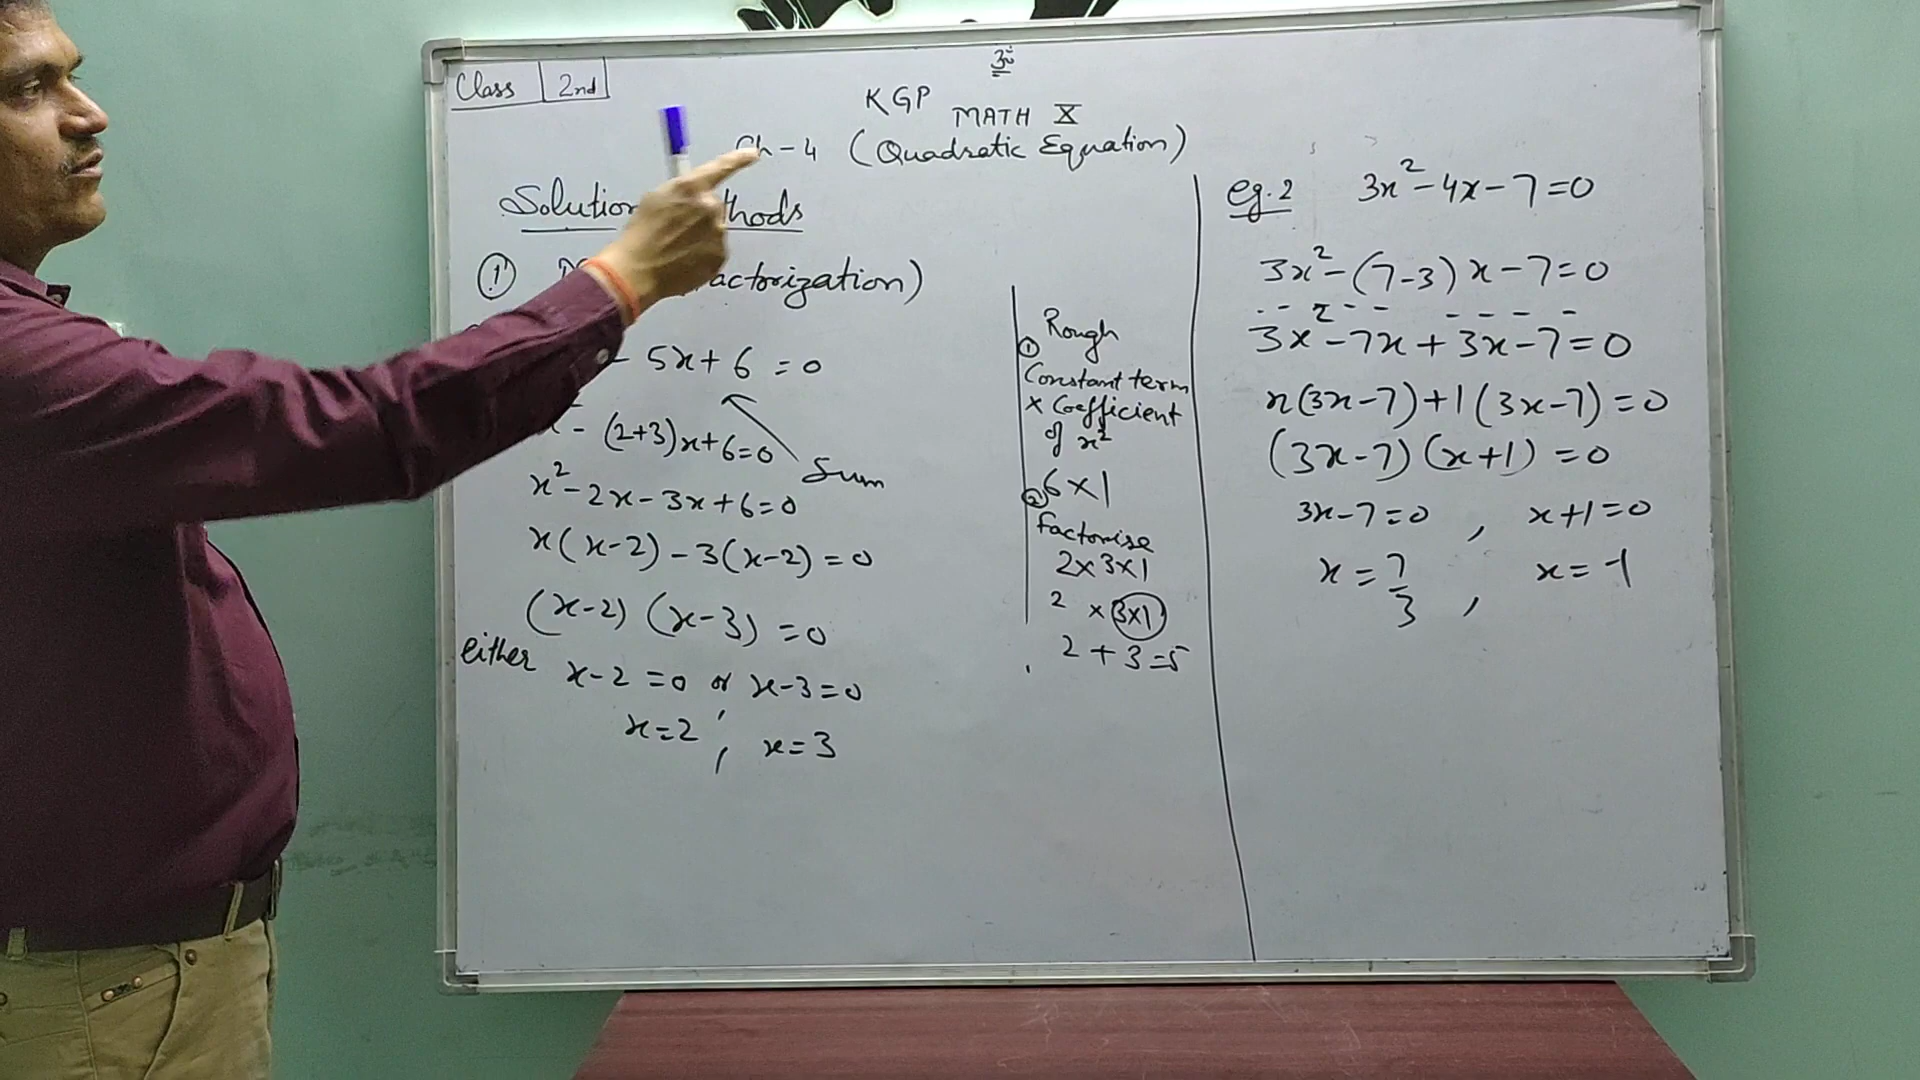 ॐ
Class 2nd
KGP
MATH X
Ch-4 (Quadratic Equation)
Solution thods
① actorization)
- 5x+6 = 0
- (2+3)x+6=0
Sum
x²-2x-3x+6=0
x(x-2)-3(x-2)=0
(x-2) (x-3) =0
either x-2=0 or x-3=0
x=2, x=3
Rough
① Constant term
× Coefficient
of x²
6×1
② Factorise
2×3×1
2 × 3×1
2+3=5
eg.2 3x²-4x-7=0
3x²-(7-3)x-7=0
3x²-7x+3x-7=0
x(3x-7)+1(3x-7)=0
(3x-7)(x+1)=0
3x-7=0, x+1=0
x=7/3, x=-1